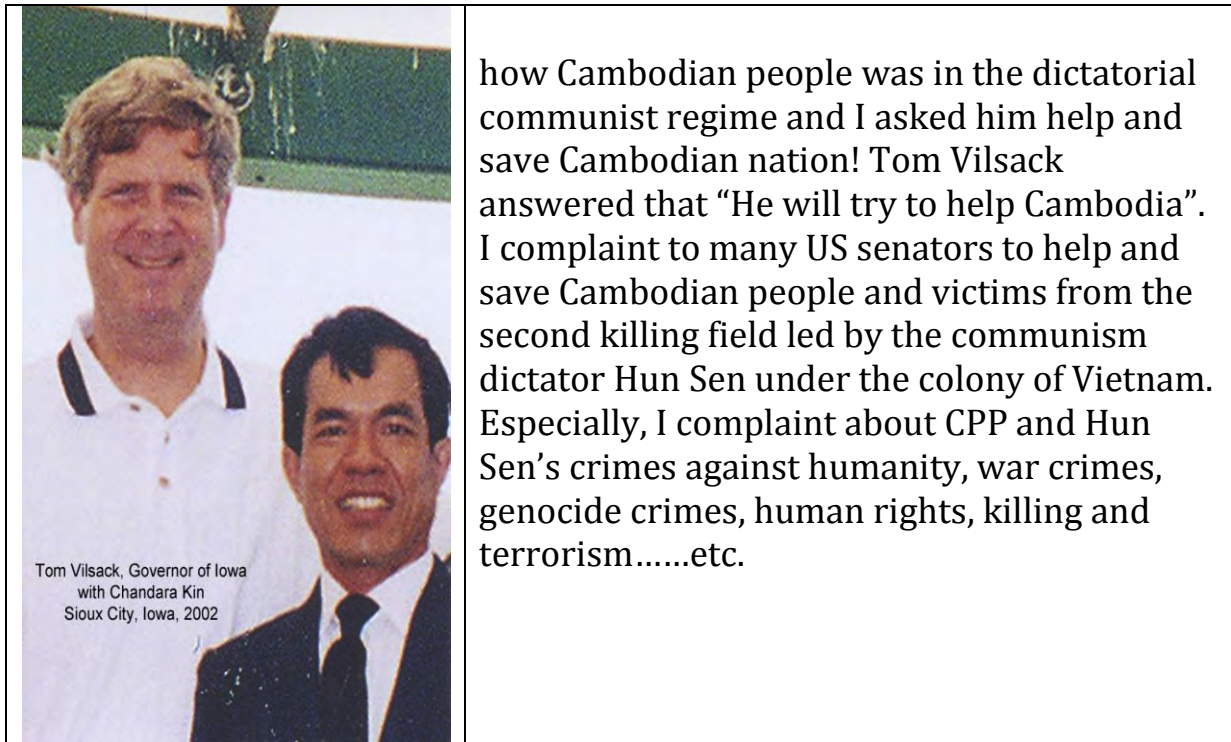 how Cambodian people was in the dictatorial
communist regime and I asked him help and
save Cambodian nation! Tom Vilsack
answered that “He will try to help Cambodia”.
I complaint to many US senators to help and
save Cambodian people and victims from the
second killing field led by the communism
dictator Hun Sen under the colony of Vietnam.
Especially, I complaint about CPP and Hun
Sen’s crimes against humanity, war crimes,
genocide crimes, human rights, killing and
terrorism……etc.
Tom Vilsack, Governor of Iowa
with Chandara Kin
Sioux City, Iowa, 2002